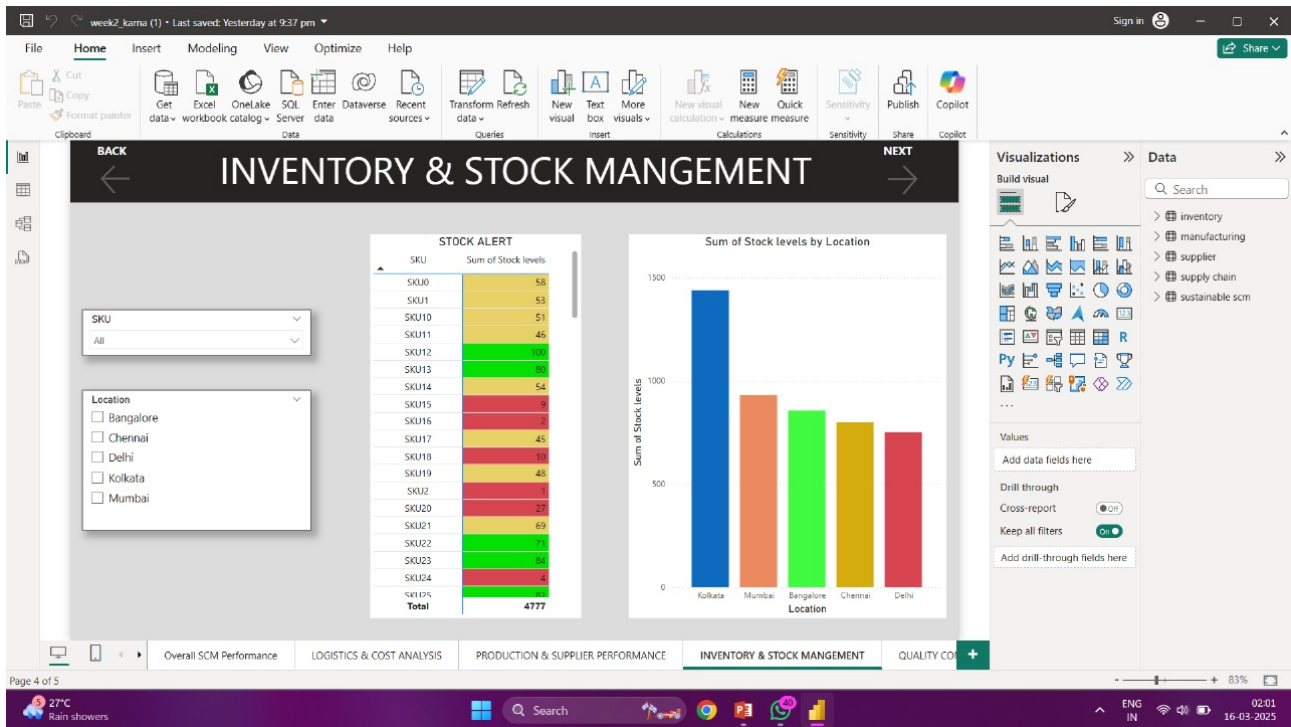 week2_karna (1) • Last saved: Yesterday at 9:37 pm
Sign in
File Home Insert Modeling View Optimize Help
Share
Paste
Cut
Copy
Format painter
Clipboard
Get data
Excel workbook
OneLake catalog
SQL Server
Enter data
Dataverse
Recent sources
Data
Transform data
Refresh
Queries
New visual
Text box
More visuals
Insert
New visual calculation
New measure
Quick measure
Calculations
Sensitivity
Sensitivity
Publish
Share
Copilot
Copilot
BACK
INVENTORY & STOCK MANGEMENT
NEXT
SKU
All
Location
Bangalore
Chennai
Delhi
Kolkata
Mumbai
STOCK ALERT
SKU Sum of Stock levels
SKU0 58
SKU1 53
SKU10 51
SKU11 46
SKU12 100
SKU13 80
SKU14 54
SKU15 9
SKU16 2
SKU17 45
SKU18 10
SKU19 48
SKU2 1
SKU20 27
SKU21 69
SKU22 71
SKU23 84
SKU24 4
SKU25 82
Total 4777
Sum of Stock levels by Location
Sum of Stock levels
1500
1000
500
0
Kolkata Mumbai Bangalore Chennai Delhi
Location
Visualizations
Build visual
R
Py
123
...
Values
Add data fields here
Drill through
Cross-report Off
Keep all filters On
Add drill-through fields here
Data
Search
inventory
manufacturing
supplier
supply chain
sustainable scm
Overall SCM Performance
LOGISTICS & COST ANALYSIS
PRODUCTION & SUPPLIER PERFORMANCE
INVENTORY & STOCK MANGEMENT
QUALITY CO
+
Page 4 of 5
- + 83%
5
27°C
Rain showers
Search
40
ENG
IN
02:01
16-03-2025